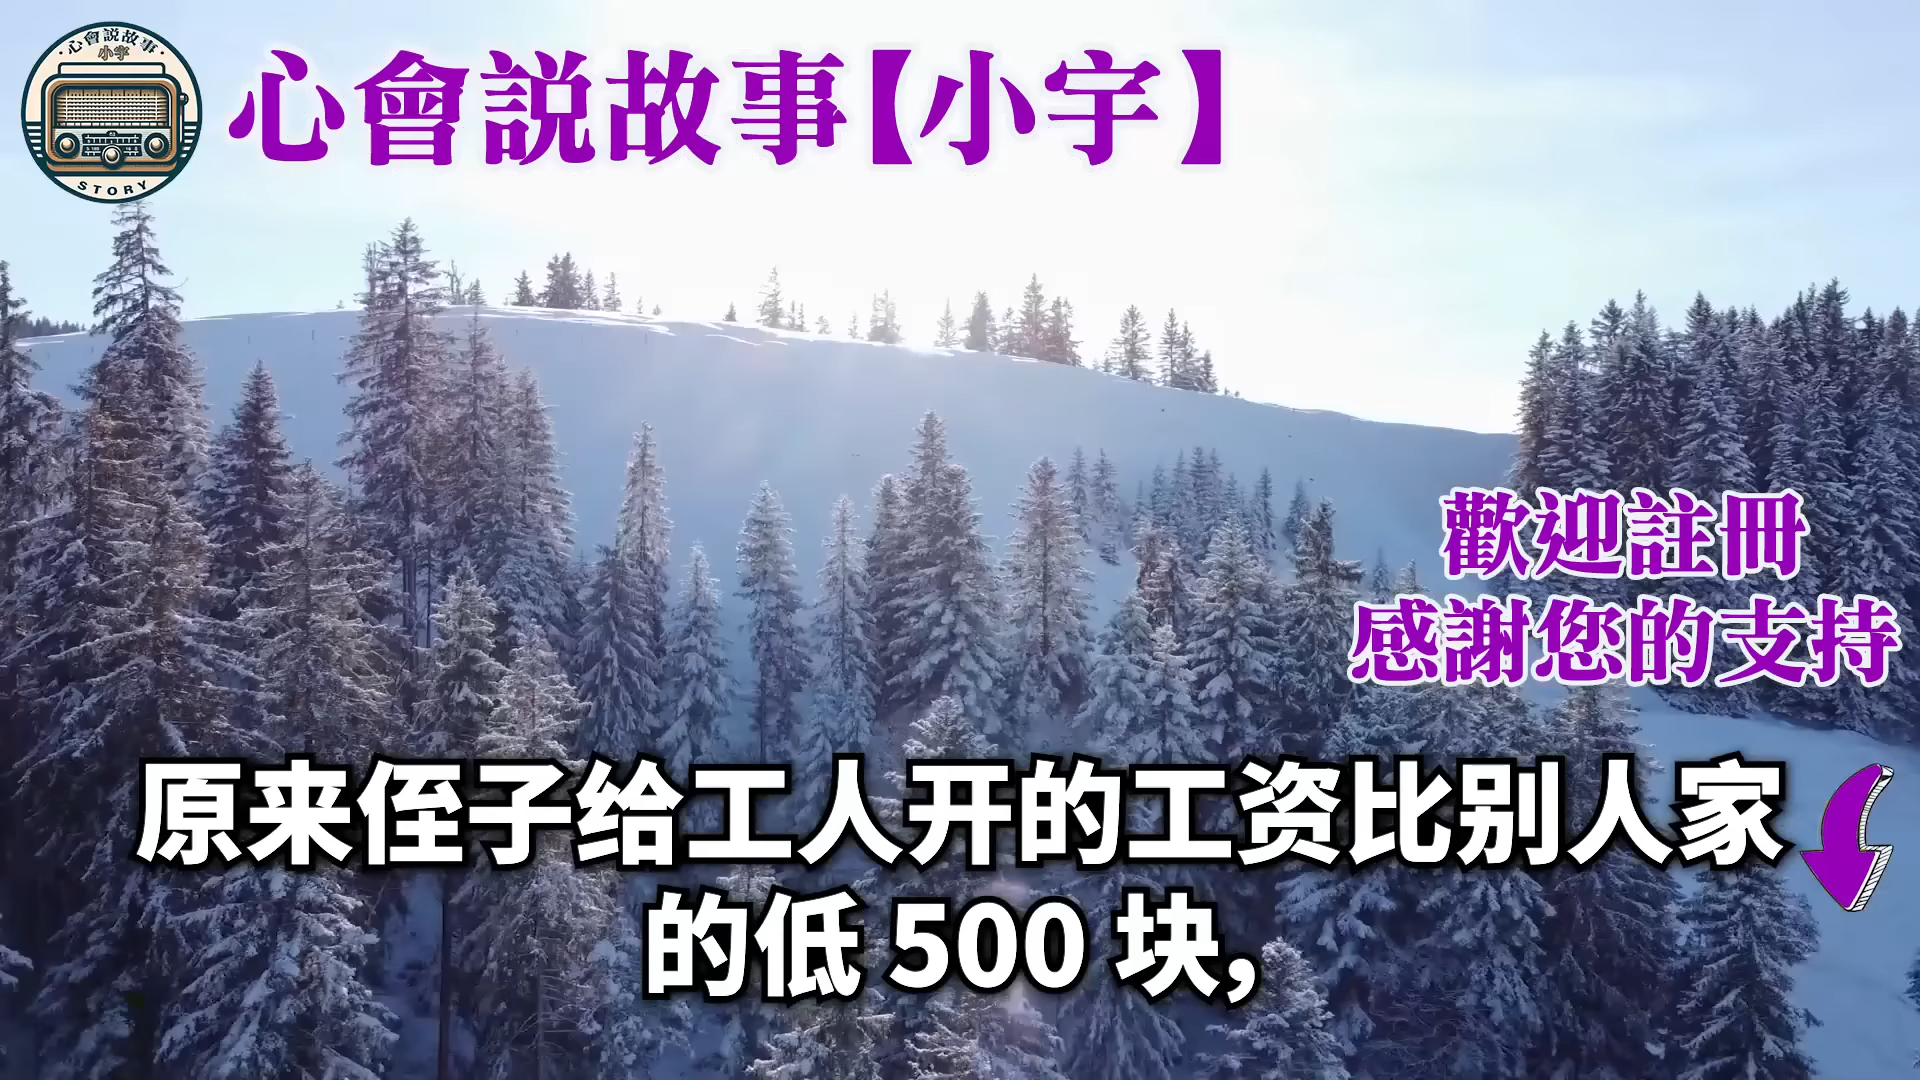 ·心會説故事·
小宇
STORY
心會説故事【小宇】
歡迎註冊
感謝您的支持
原来侄子给工人开的工资比别人家
的低 500 块,